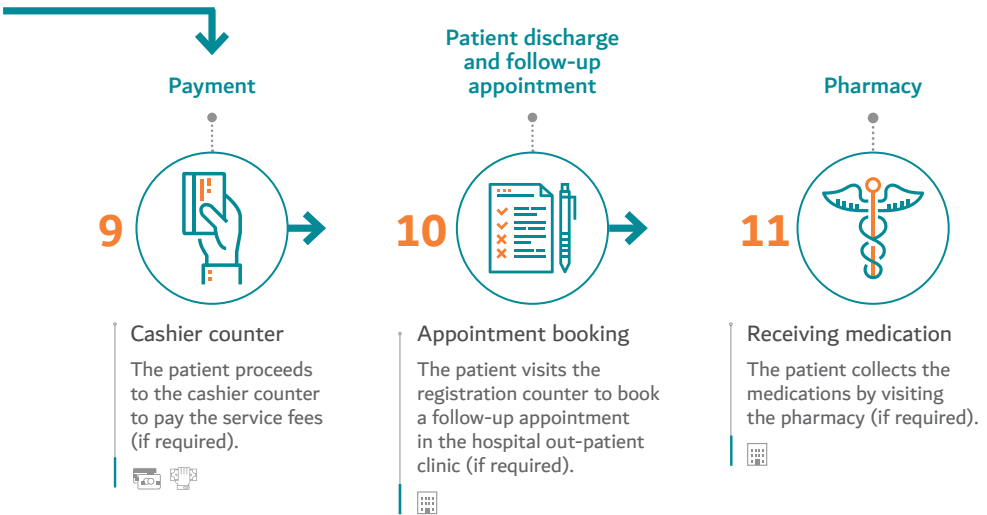 Payment
9
Cashier counter
The patient proceeds
to the cashier counter
to pay the service fees
(if required).
Patient discharge
and follow-up
appointment
10
Appointment booking
The patient visits the
registration counter to book
a follow-up appointment
in the hospital out-patient
clinic (if required).
Pharmacy
11
Receiving medication
The patient collects the
medications by visiting
the pharmacy (if required).